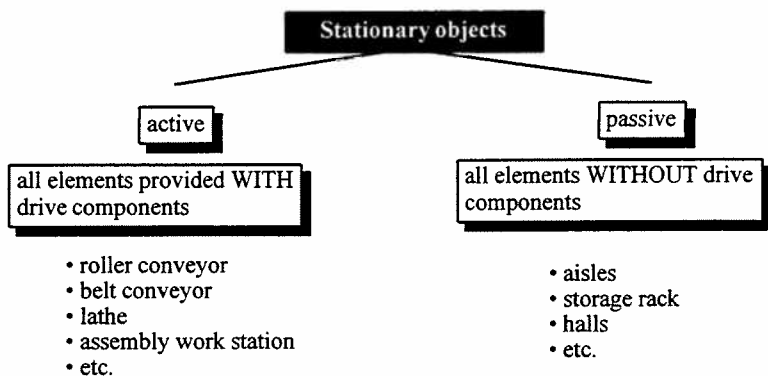 Stationary objects
active
all elements provided WITH
drive components
• roller conveyor
• belt conveyor
• lathe
• assembly work station
• etc.
passive
all elements WITHOUT drive
components
• aisles
• storage rack
• halls
• etc.